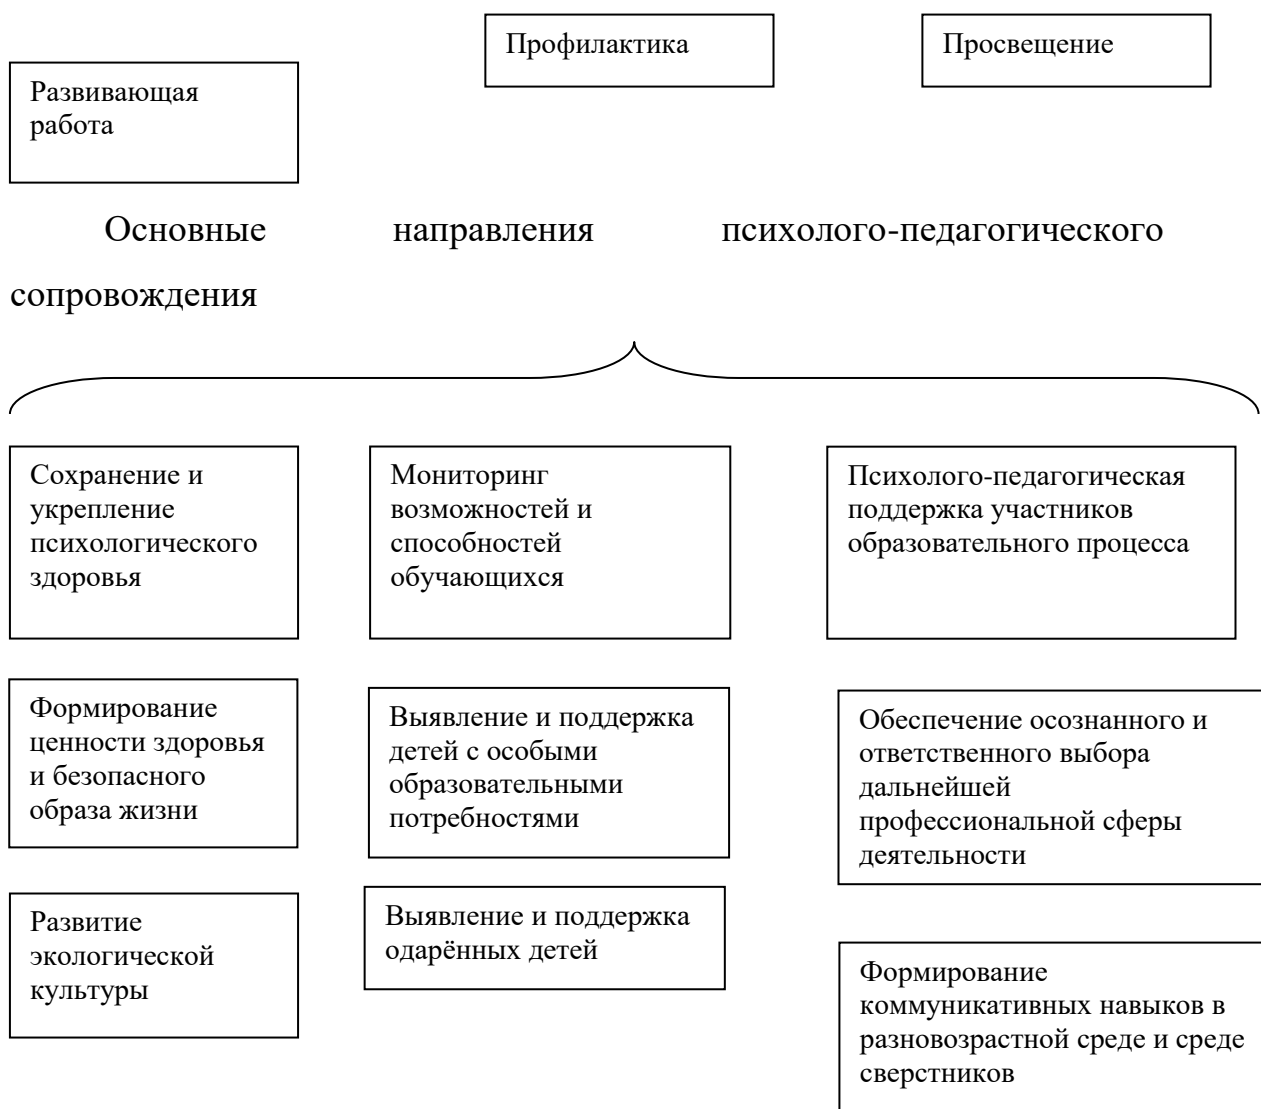 Профилактика
Просвещение
Развивающая
работа
Основные направления психолого-педагогического
сопровождения
Сохранение и
укрепление
психологического
здоровья
Мониторинг
возможностей и
способностей
обучающихся
Психолого-педагогическая
поддержка участников
образовательного процесса
Формирование
ценности здоровья
и безопасного
образа жизни
Выявление и поддержка
детей с особыми
образовательными
потребностями
Обеспечение осознанного и
ответственного выбора
дальнейшей
профессиональной сферы
деятельности
Развитие
экологической
культуры
Выявление и поддержка
одарённых детей
Формирование
коммуникативных навыков в
разновозрастной среде и среде
сверстников